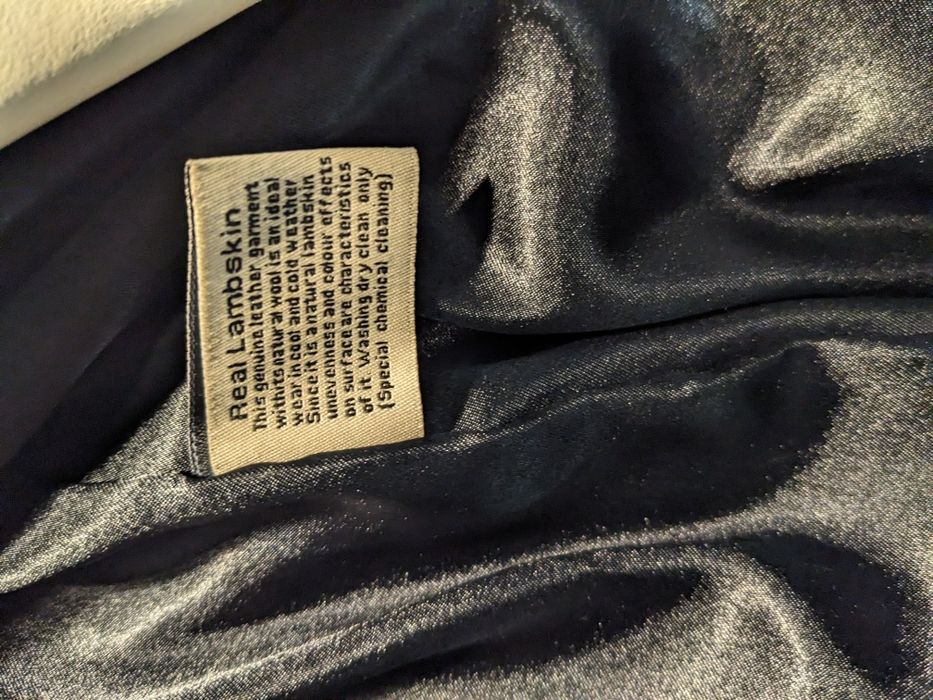 Real Lambskin
This genuine leather garment
with its natural wool is an ideal
wear in cool and cold weather
Since it is a natural lambskin
unevenness and colour effects
on surface are characteristics
of it Washing dry clean only
(Special chemical cleaning)